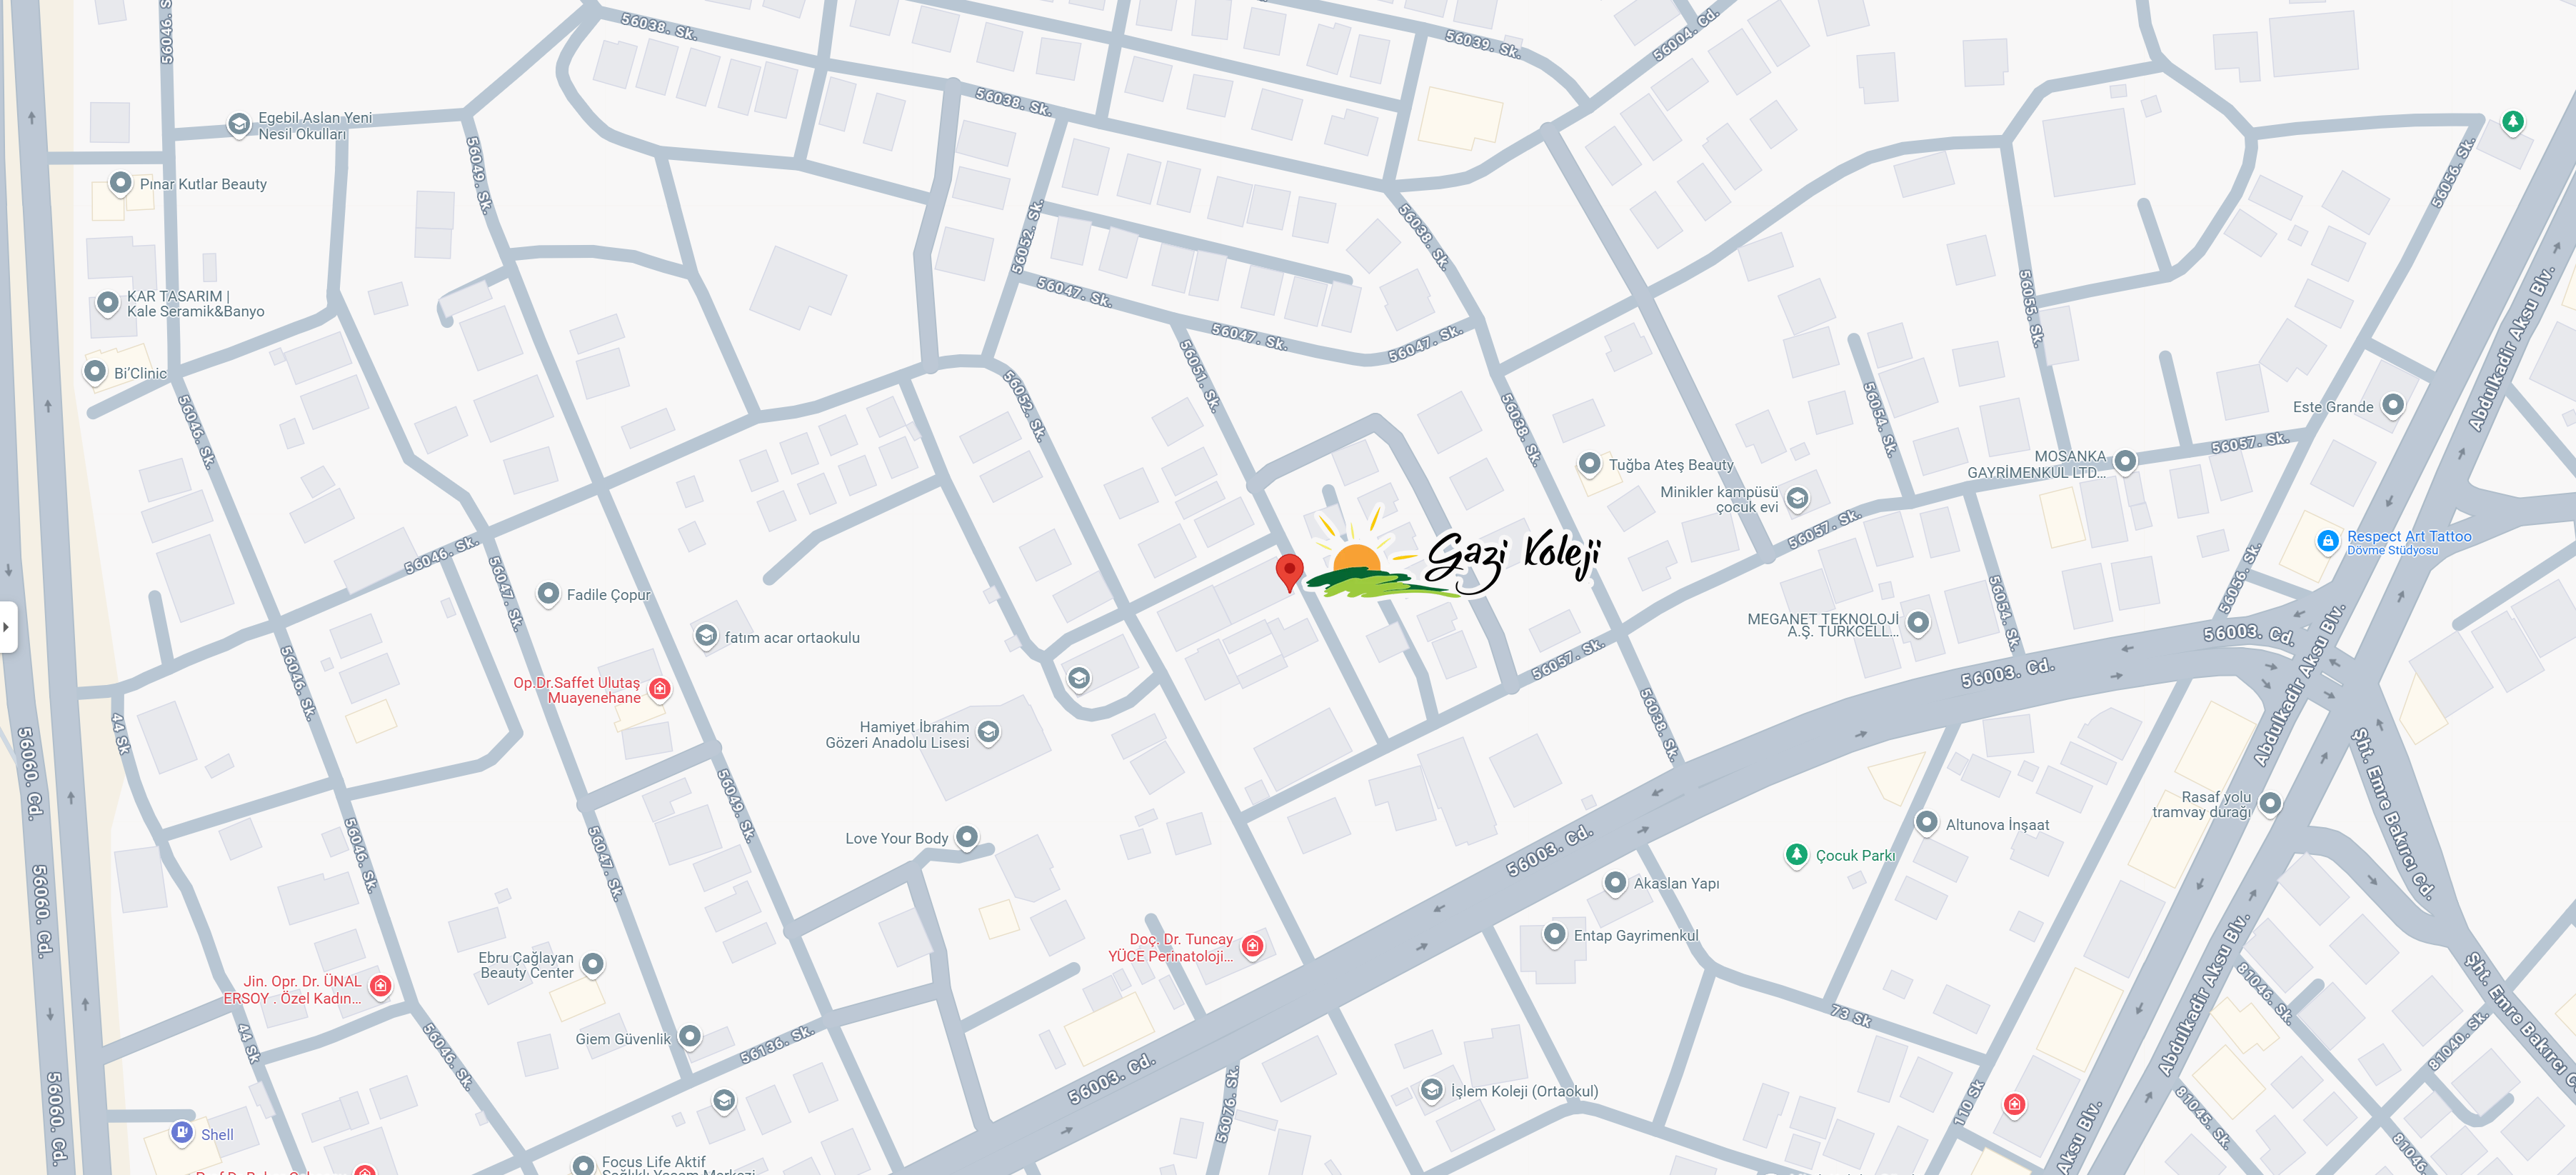 56046. S
56038. Sk.
56039. Sk.
56004. Cd.
56038. Sk.
Egebil Aslan Yeni
Nesil Okulları
56049. Sk.
56056. Sk.
Pınar Kutlar Beauty
56052. Sk.
56038. Sk.
KAR TASARIM |
Kale Seramik&Banyo
56047. Sk.
56047. Sk.
56047. Sk.
56055. Sk.
Abdulkadir Aksu Blv.
Abdulkadir Aksu Blv.
Bi'Clinic
56051. Sk.
56052. Sk.
56054. Sk.
Este Grande
56046. Sk.
56038. Sk.
56057. Sk.
Tuğba Ateş Beauty
MOSANKA
GAYRİMENKUL LTD...
Minikler kampüsü
çocuk evi
56057. Sk.
Respect Art Tattoo
Dövme Stüdyosu
56046. Sk.
Gazi Koleji
56047. Sk.
Fadile Çopur
56056. Sk.
56054. Sk.
MEGANET TEKNOLOJİ
A.Ş. TURKCELL...
fatım acar ortaokulu
56003. Cd.
56057. Sk.
56003. Cd.
56046. Sk.
Op.Dr.Saffet Ulutaş
Muayenehane
Abdulkadir Aksu Blv.
44 Sk
56038. Sk.
Hamiyet İbrahim
Gözeri Anadolu Lisesi
56060. Cd.
Şht. Emre Bakırcı Cd.
56049. Sk.
Rasaf yolu
tramvay durağı
Altunova İnşaat
Love Your Body
56046. Sk.
56047. Sk.
56003. Cd.
Çocuk Parkı
Akaslan Yapı
56060. Cd.
Entap Gayrimenkul
Doç. Dr. Tuncay
YÜCE Perinatoloji...
Ebru Çağlayan
Beauty Center
Abdulkadir Aksu Blv.
81046. Sk.
Şht. Emre Bakırcı C
Jin. Opr. Dr. ÜNAL
ERSOY . Özel Kadın...
73 Sk
44 Sk
56046. Sk.
Giem Güvenlik
56136. Sk.
56003. Cd.
81040. Sk.
56060. Cd.
56076. Sk.
İşlem Koleji (Ortaokul)
110 Sk
81045. Sk.
Aksu Blv.
Shell
81046.
Focus Life Aktif